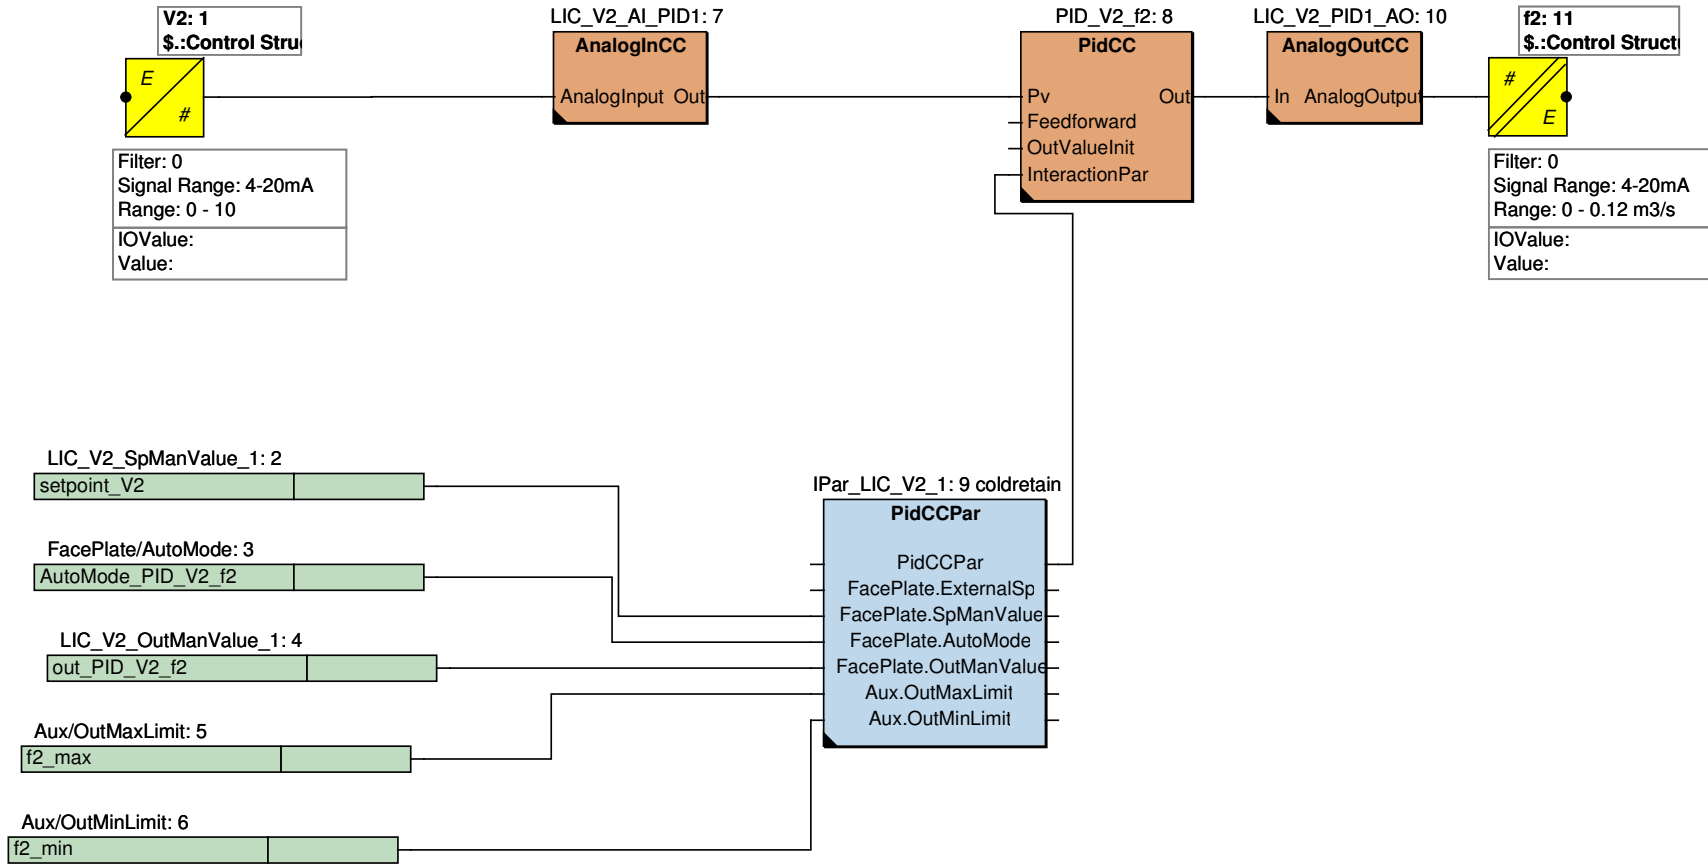 V2: 1
$.:Control Stru
LIC_V2_AI_PID1: 7
PID_V2_f2: 8
LIC_V2_PID1_AO: 10
f2: 11
$.:Control Struct
E
#
AnalogInCC
AnalogInput Out
PidCC
Pv Out
Feedforward
OutValueInit
InteractionPar
AnalogOutCC
In AnalogOutput
#
E
Filter: 0
Signal Range: 4-20mA
Range: 0 - 10
IOValue:
Value:
Filter: 0
Signal Range: 4-20mA
Range: 0 - 0.12 m3/s
IOValue:
Value:
LIC_V2_SpManValue_1: 2
setpoint_V2
FacePlate/AutoMode: 3
AutoMode_PID_V2_f2
LIC_V2_OutManValue_1: 4
out_PID_V2_f2
Aux/OutMaxLimit: 5
f2_max
Aux/OutMinLimit: 6
f2_min
IPar_LIC_V2_1: 9 coldretain
PidCCPar
PidCCPar
FacePlate.ExternalSp
FacePlate.SpManValue
FacePlate.AutoMode
FacePlate.OutManValue
Aux.OutMaxLimit
Aux.OutMinLimit